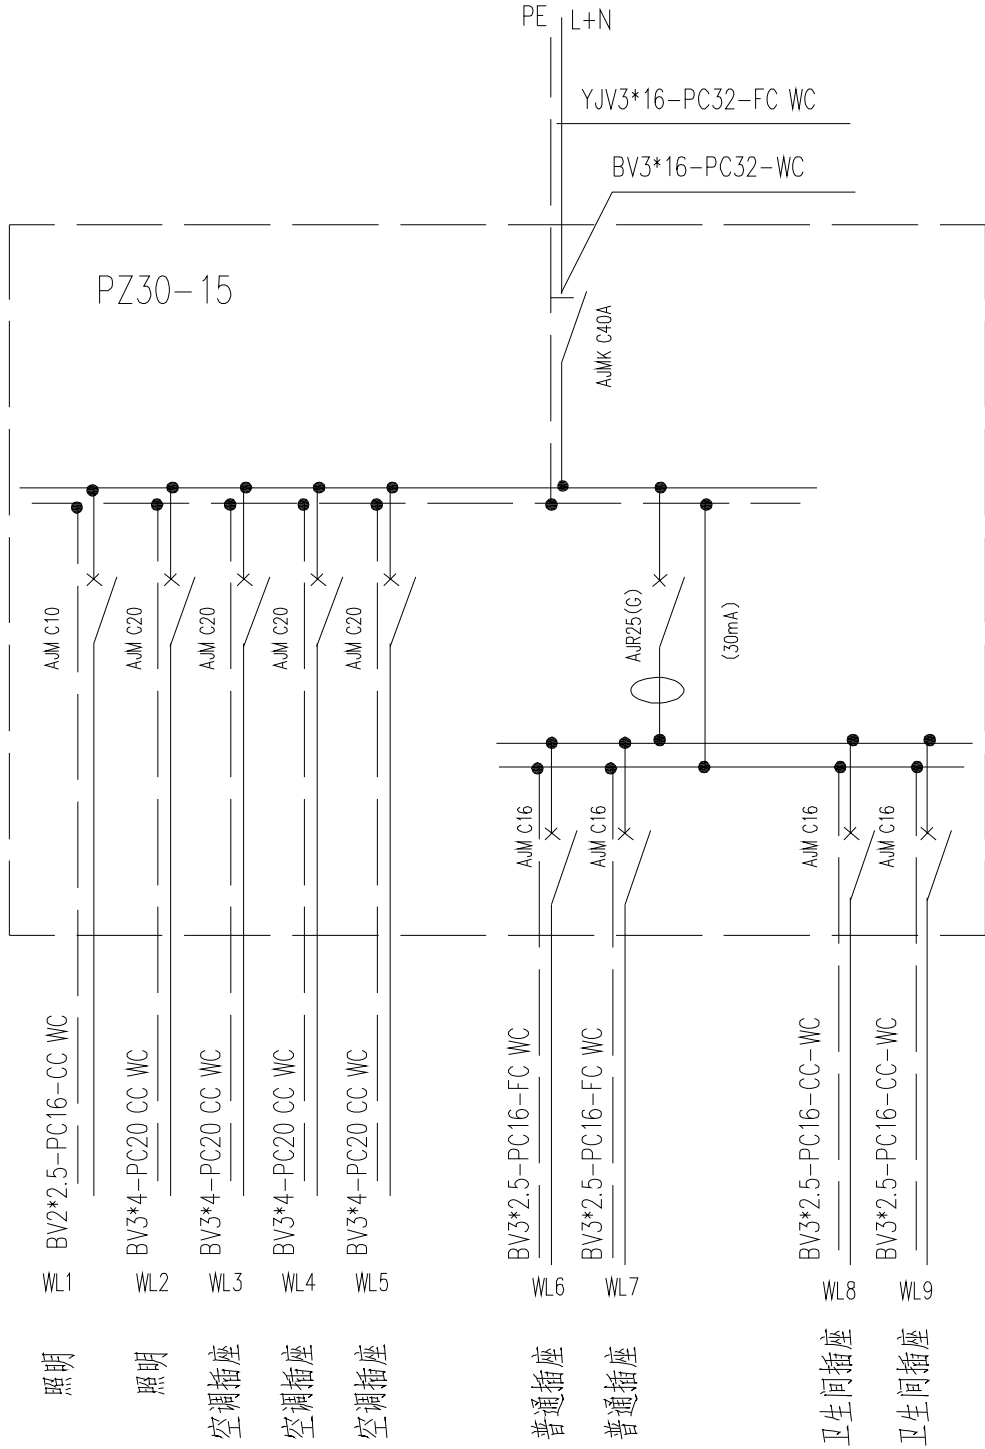 PE L+N
YJV3*16-PC32-FC WC
BV3*16-PC32-WC
PZ30-15
AJMK C40A
AJM C10
AJM C20
AJM C20
AJM C20
AJM C20
AJR25(G)
(30mA)
AJM C16
AJM C16
AJM C16
AJM C16
BV2*2.5-PC16-CC WC
BV3*4-PC20 CC WC
BV3*4-PC20 CC WC
BV3*4-PC20 CC WC
BV3*4-PC20 CC WC
BV3*2.5-PC16-FC WC
BV3*2.5-PC16-FC WC
BV3*2.5-PC16-CC-WC
BV3*2.5-PC16-CC-WC
WL1
WL2
WL3
WL4
WL5
WL6
WL7
WL8
WL9
照明
照明
空调插座
空调插座
空调插座
普通插座
普通插座
卫生间插座
卫生间插座